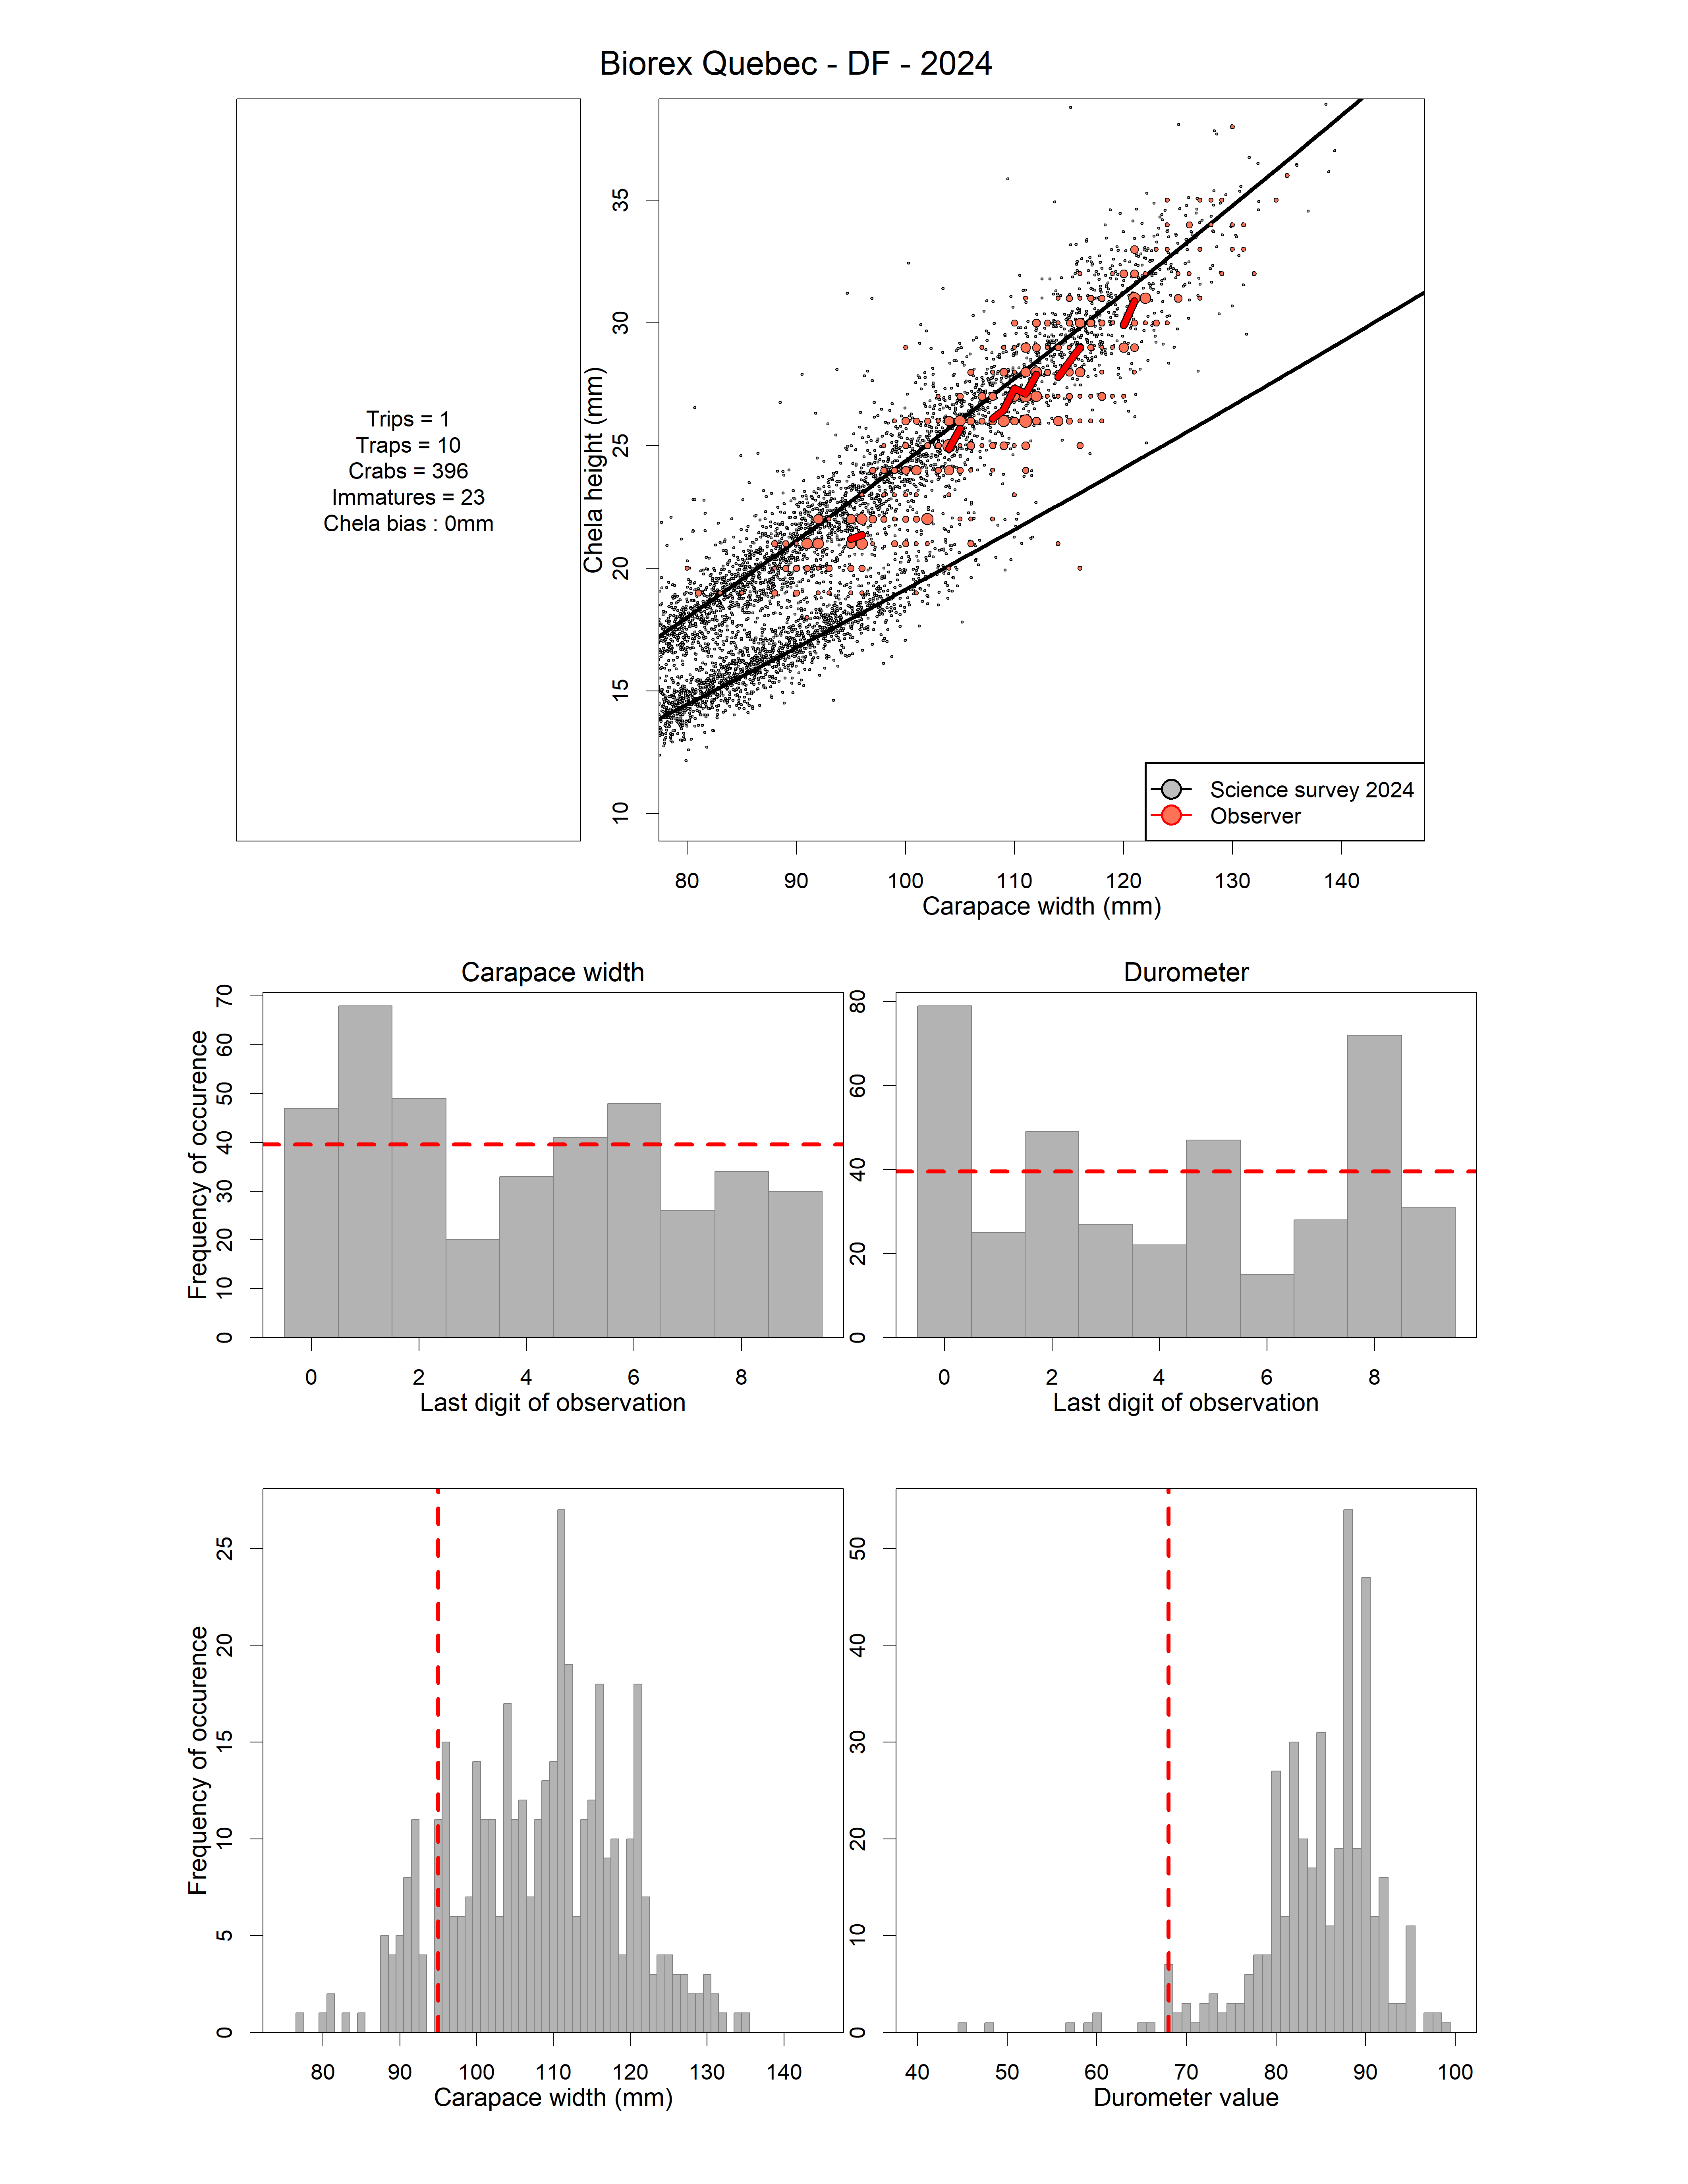 Biorex Quebec - DF - 2024
Trips = 1
Traps = 10
Crabs = 396
Immatures = 23
Chela bias : 0mm
Chela height (mm)
35
30
25
20
15
10
Science survey 2024
Observer
80 90 100 110 120 130 140
Carapace width (mm)
Carapace width
Frequency of occurence
70
60
50
40
30
20
10
0
0 2 4 6 8
Last digit of observation
Durometer
80
60
40
20
0
0 2 4 6 8
Last digit of observation
Frequency of occurence
25
20
15
10
5
0
80 90 100 110 120 130 140
Carapace width (mm)
50
40
30
20
10
0
40 50 60 70 80 90 100
Durometer value